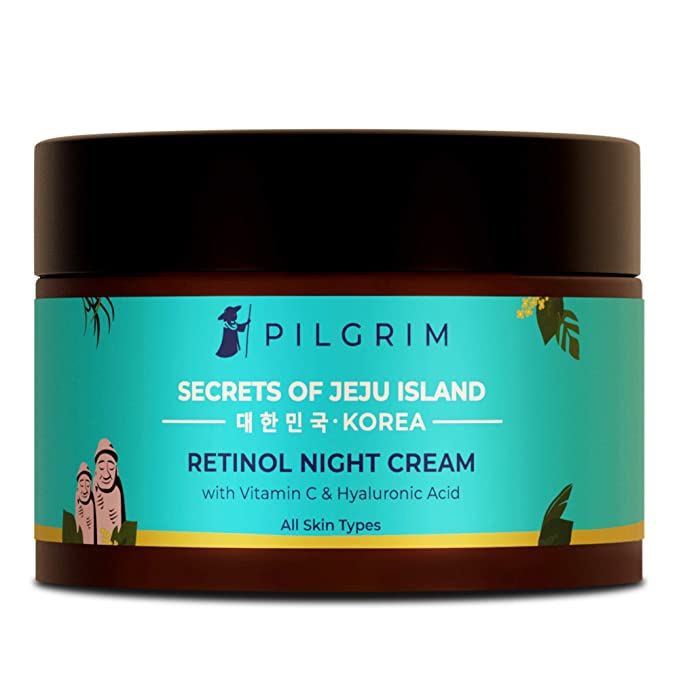 PILGRIM
SECRETS OF JEJU ISLAND
대한민국·KOREA
RETINOL NIGHT CREAM
with Vitamin C & Hyaluronic Acid
All Skin Types